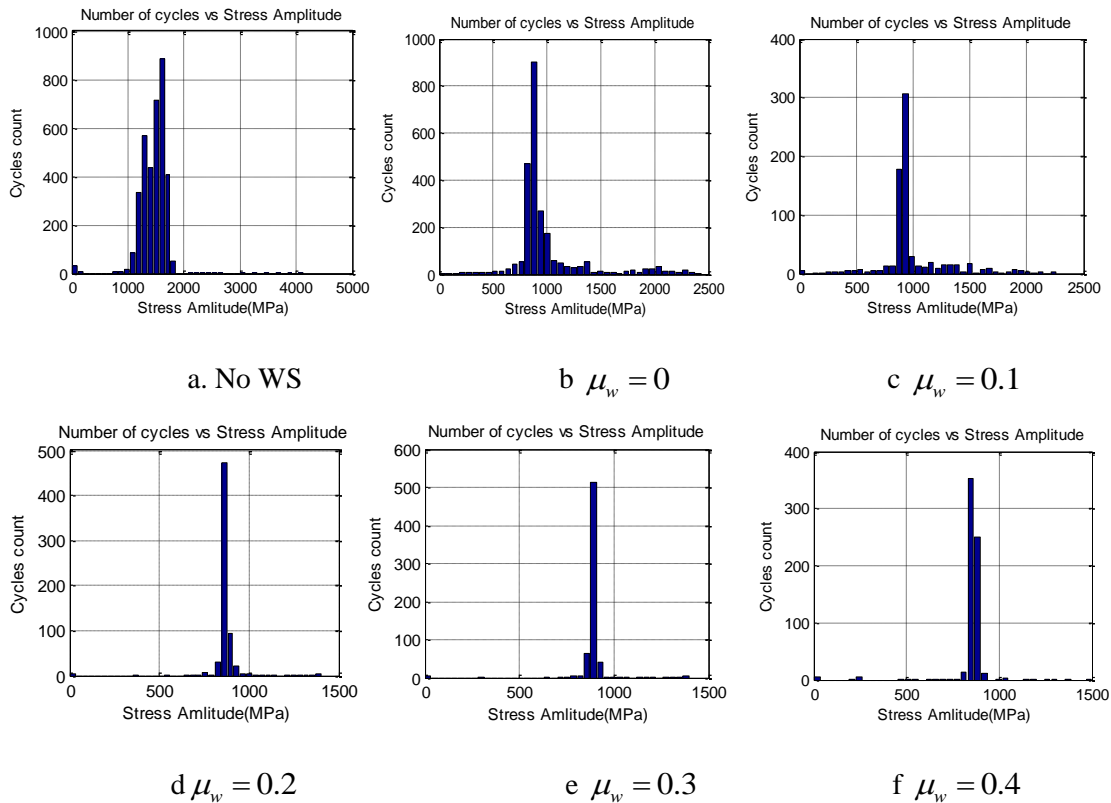 Number of cycles vs Stress Amplitude
Cycles count
1000
800
600
400
200
0
0 1000 2000 3000 4000 5000
Stress Amlitude(MPa)
a. No WS
Number of cycles vs Stress Amplitude
Cycles count
1000
800
600
400
200
0
0 500 1000 1500 2000 2500
Stress Amlitude(MPa)
b μw = 0
Number of cycles vs Stress Amplitude
Cycles count
400
300
200
100
0
0 500 1000 1500 2000 2500
Stress Amlitude(MPa)
c μw = 0.1
Number of cycles vs Stress Amplitude
Cycles count
500
400
300
200
100
0
0 500 1000 1500
Stress Amlitude(MPa)
d μw = 0.2
Number of cycles vs Stress Amplitude
Cycles count
600
500
400
300
200
100
0
0 500 1000 1500
Stress Amlitude(MPa)
e μw = 0.3
Number of cycles vs Stress Amplitude
Cycles count
400
300
200
100
0
0 500 1000 1500
Stress Amlitude(MPa)
f μw = 0.4